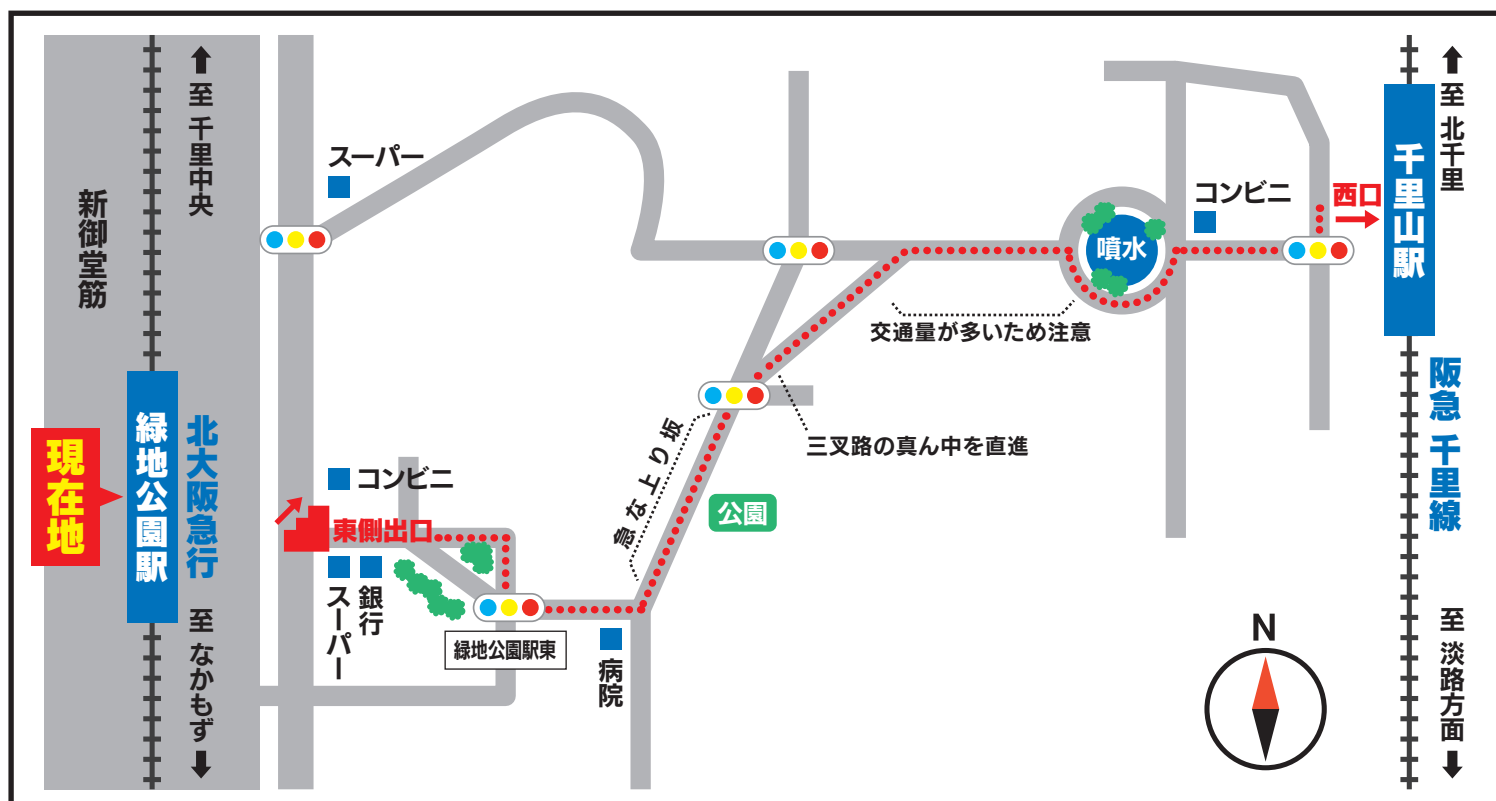 至 千里中央
新御堂筋
北大阪急行
緑地公園駅
現在地
至 なかもず
スーパー
コンビニ
東側出口
スーパー
銀行
緑地公園駅東
病院
急な上り坂
公園
三叉路の真ん中を直進
交通量が多いため注意
噴水
コンビニ
西口
千里山駅
至 北千里
阪急 千里線
至 淡路方面
N